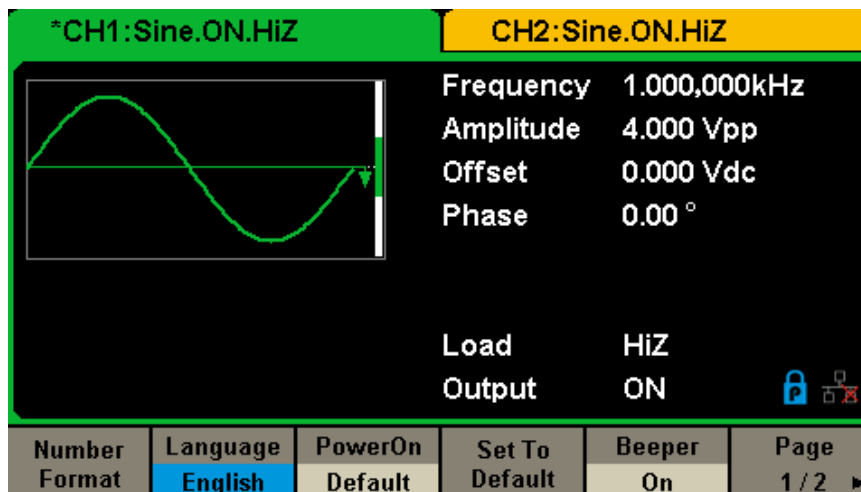 *CH1:Sine.ON.HiZ
CH2:Sine.ON.HiZ
Frequency 1.000,000kHz
Amplitude 4.000 Vpp
Offset 0.000 Vdc
Phase 0.00 °
Load HiZ
Output ON
P
Number Format
Language English
PowerOn Default
Set To Default
Beeper On
Page 1/2 ►